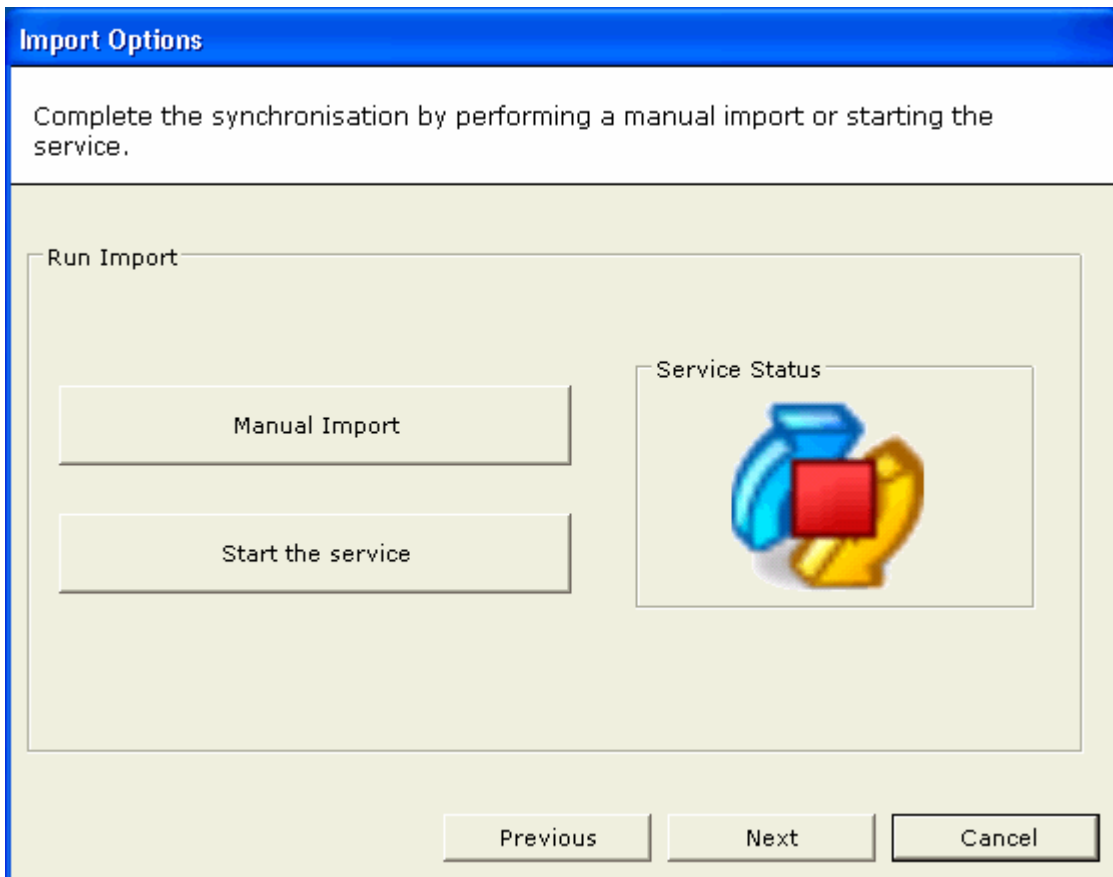 Import Options
Complete the synchronisation by performing a manual import or starting the
service.
Run Import
Service Status
Manual Import
Start the service
Previous
Next
Cancel